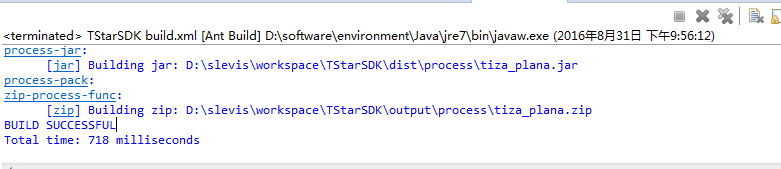 <terminated> TStarSDK build.xml [Ant Build] D:\software\environment\Java\jre7\bin\javaw.exe (2016年8月31日 下午9:56:12)
process-jar:
[jar] Building jar: D:\slevis\workspace\TStarSDK\dist\process\tiza_plana.jar
process-pack:
zip-process-func:
[zip] Building zip: D:\slevis\workspace\TStarSDK\output\process\tiza_plana.zip
BUILD SUCCESSFUL
Total time: 718 milliseconds